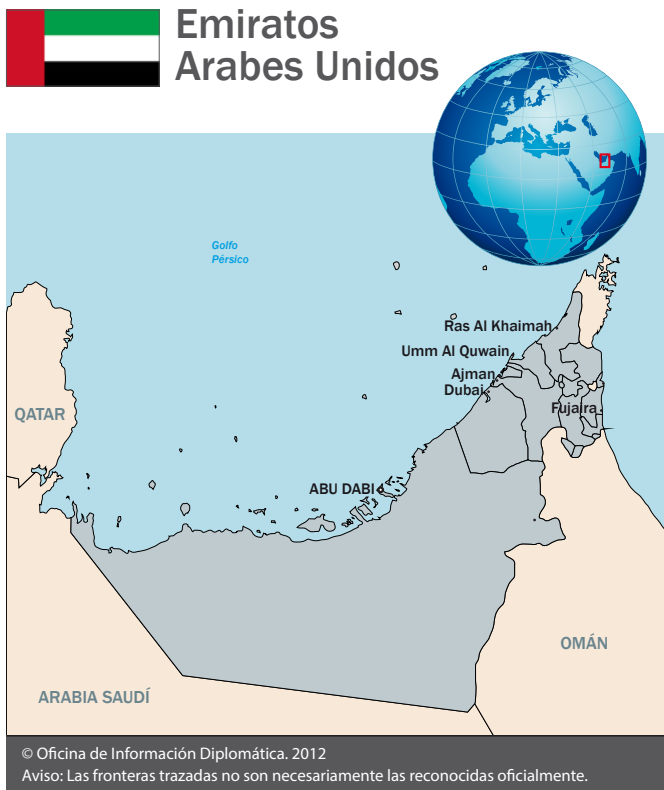 Emiratos
Arabes Unidos
Golfo
Pérsico
Ras Al Khaimah
Umm Al Quwain
Ajman
Dubai
Fujaira
QATAR
ABU DABI
OMÁN
ARABIA SAUDÍ
© Oficina de Información Diplomática. 2012
Aviso: Las fronteras trazadas no son necesariamente las reconocidas oficialmente.